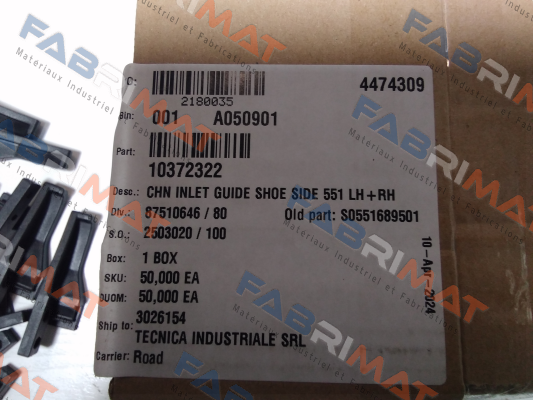 D: 4474309
2180035
Bin: 001 A050901
Part:
10372322
Desc.: CHN INLET GUIDE SHOE SIDE 551 LH+RH
Dlv.: 87510646 / 80 Old part: S0551689501
S.O.: 2503020 / 100
Box: 1 BOX
SKU: 50,000 EA
DUOM: 50,000 EA
Ship to: 3026154
TECNICA INDUSTRIALE SRL
Carrier: Road
10-Apr-2024
FABRIMAT
Materiaux Industriel et Fabrication
FABRIMAT
Materiaux Industriel et Fabrication
FABRIMAT
Materiaux Industriel et Fabrication
FABRIMAT
Materiaux Industriel et Fabrication